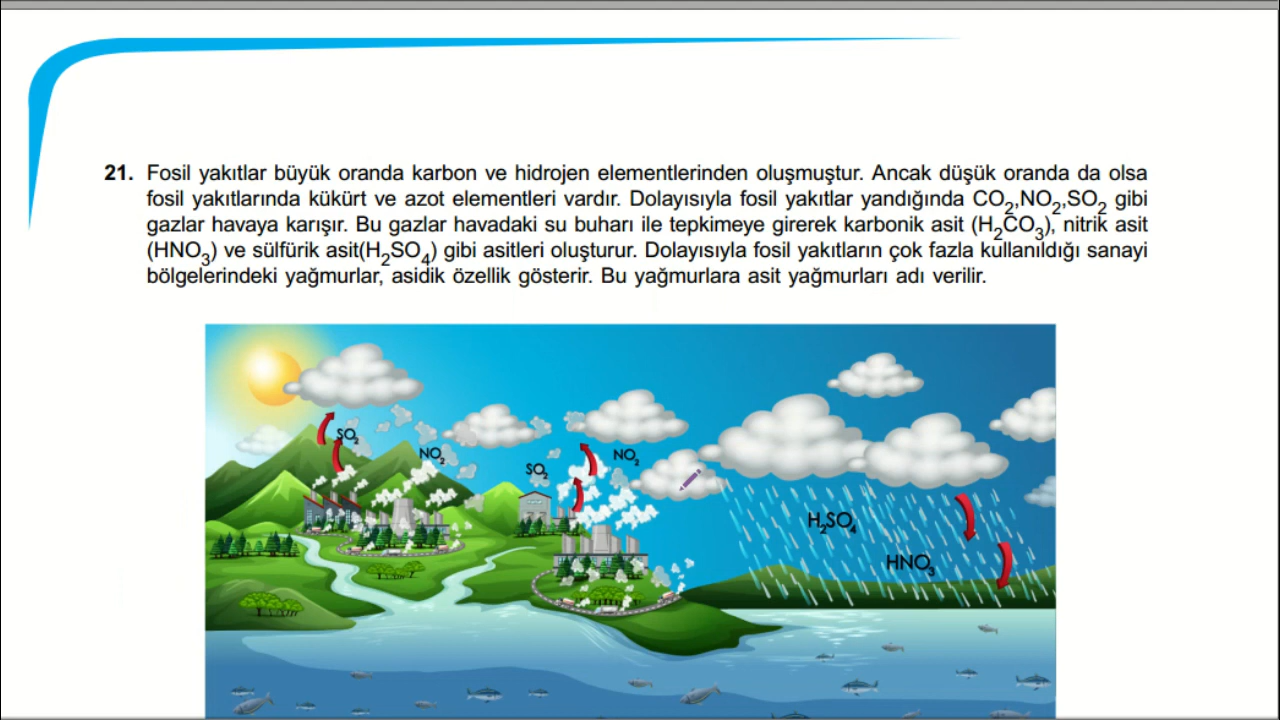 21. Fosil yakıtlar büyük oranda karbon ve hidrojen elementlerinden oluşmuştur. Ancak düşük oranda da olsa
fosil yakıtlarında kükürt ve azot elementleri vardır. Dolayısıyla fosil yakıtlar yandığında CO₂,NO₂,SO₂ gibi
gazlar havaya karışır. Bu gazlar havadaki su buharı ile tepkimeye girerek karbonik asit (H₂CO₃), nitrik asit
(HNO₃) ve sülfürik asit(H₂SO₄) gibi asitleri oluşturur. Dolayısıyla fosil yakıtların çok fazla kullanıldığı sanayi
bölgelerindeki yağmurlar, asidik özellik gösterir. Bu yağmurlara asit yağmurları adı verilir.
SO₂
NO₂
SO₂
NO₂
H₂SO₄
HNO₃